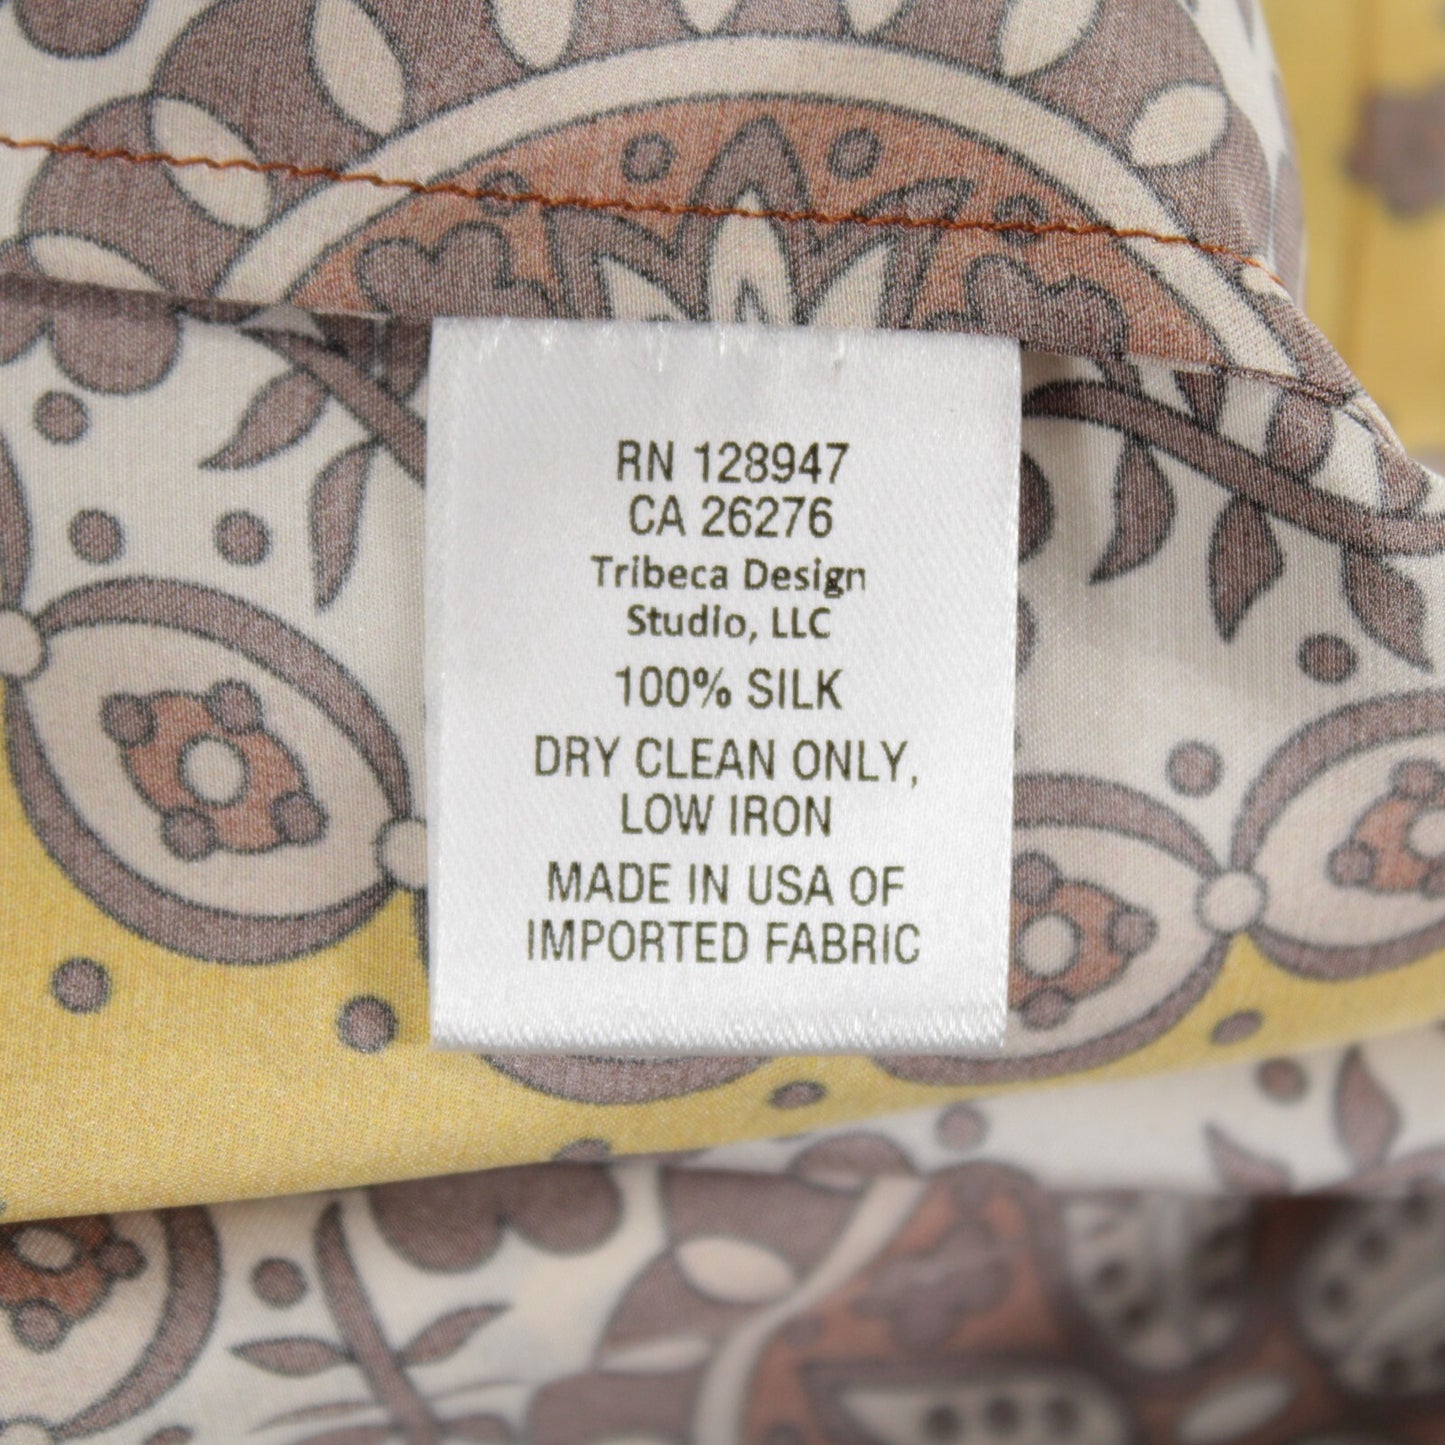 RN 128947
CA 26276
Tribeca Design
Studio, LLC
100% SILK
DRY CLEAN ONLY,
LOW IRON
MADE IN USA OF
IMPORTED FABRIC